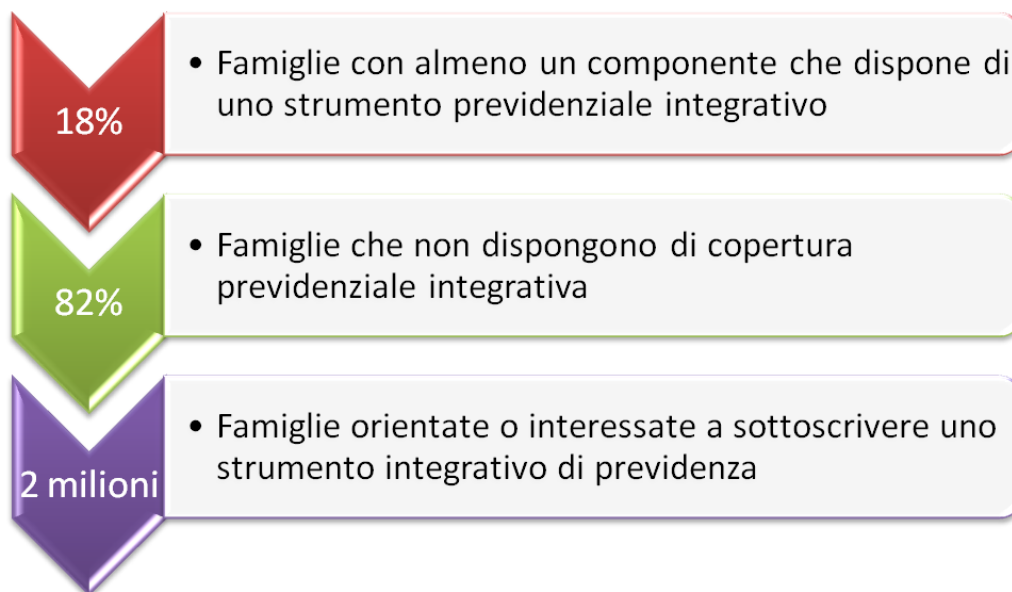 18%
• Famiglie con almeno un componente che dispone di
uno strumento previdenziale integrativo
82%
• Famiglie che non dispongono di copertura
previdenziale integrativa
2 milioni
• Famiglie orientate o interessate a sottoscrivere uno
strumento integrativo di previdenza